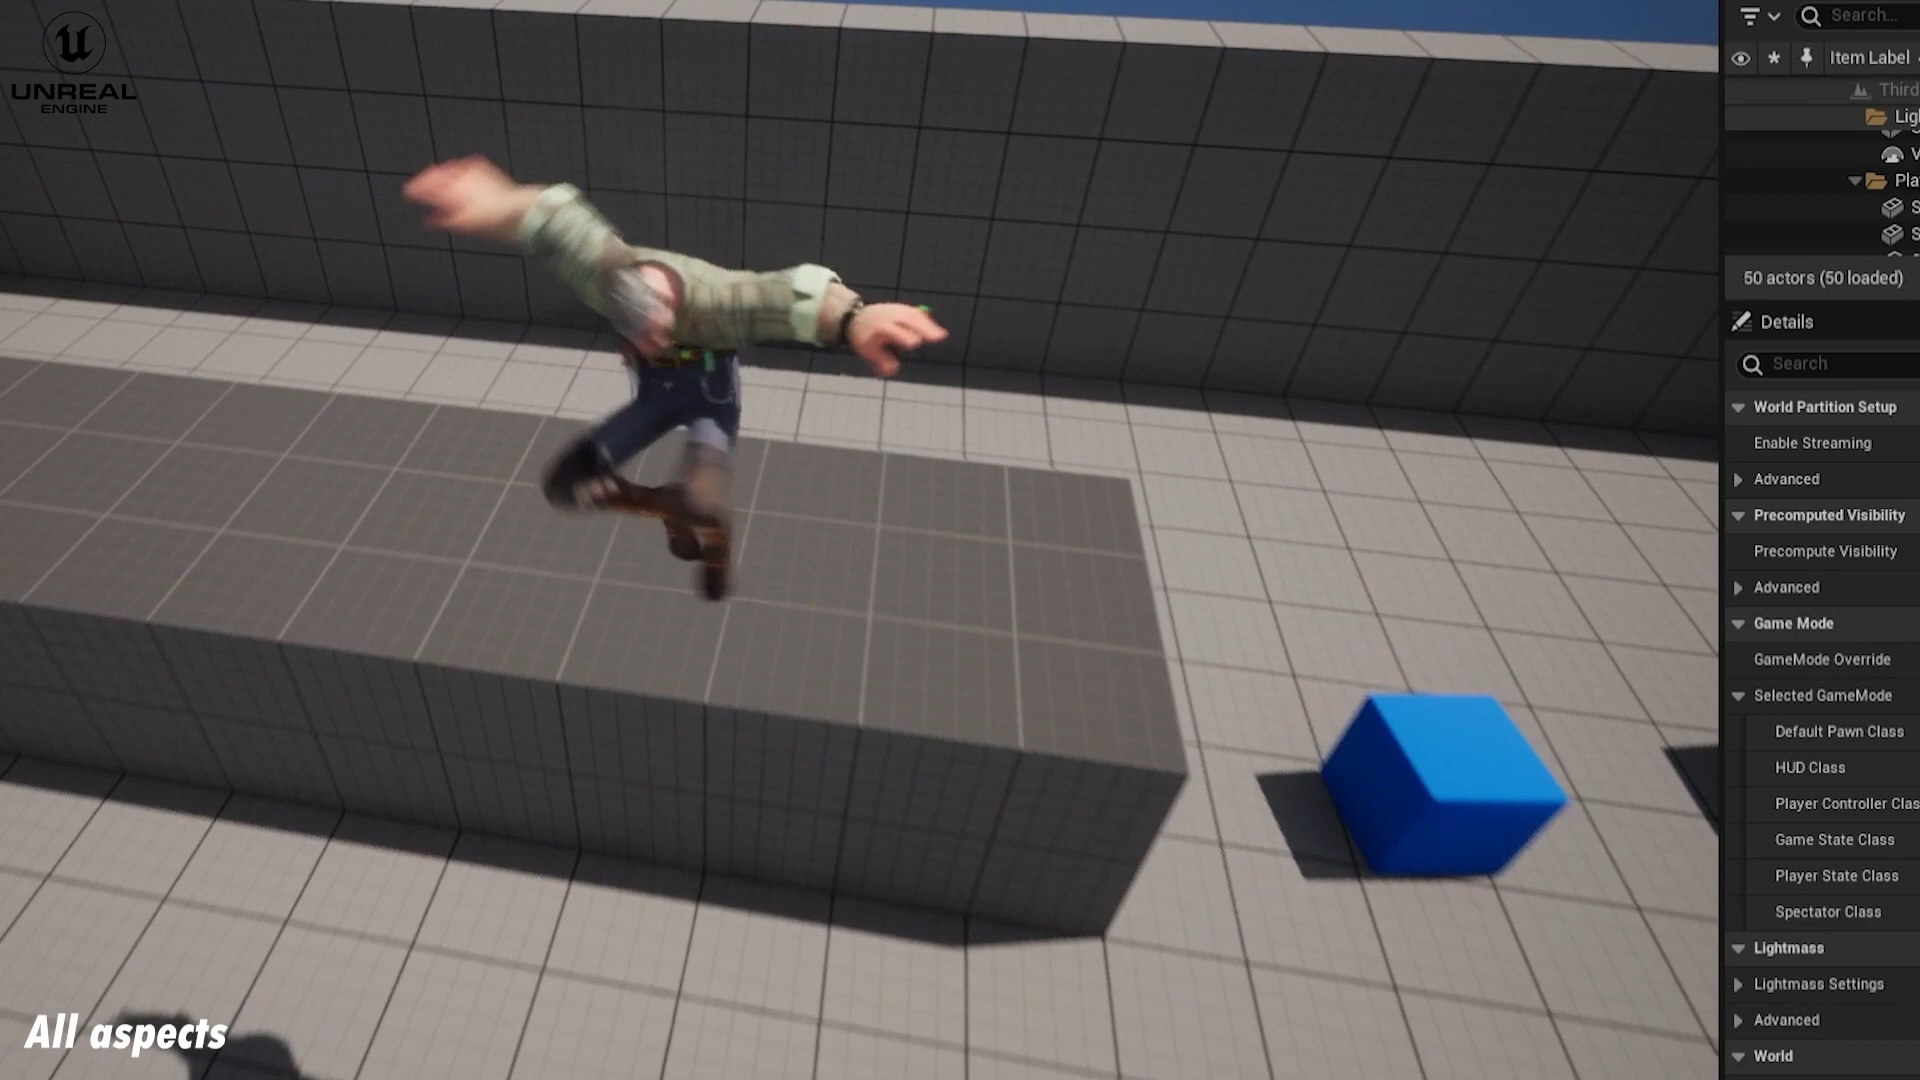 UNREAL
ENGINE
All aspects
Search...
Item Label
Third
Lig
V
Pla
S
S
50 actors (50 loaded)
Details
Search
World Partition Setup
Enable Streaming
Advanced
Precomputed Visibility
Precompute Visibility
Advanced
Game Mode
GameMode Override
Selected GameMode
Default Pawn Class
HUD Class
Player Controller Clas
Game State Class
Player State Class
Spectator Class
Lightmass
Lightmass Settings
Advanced
World